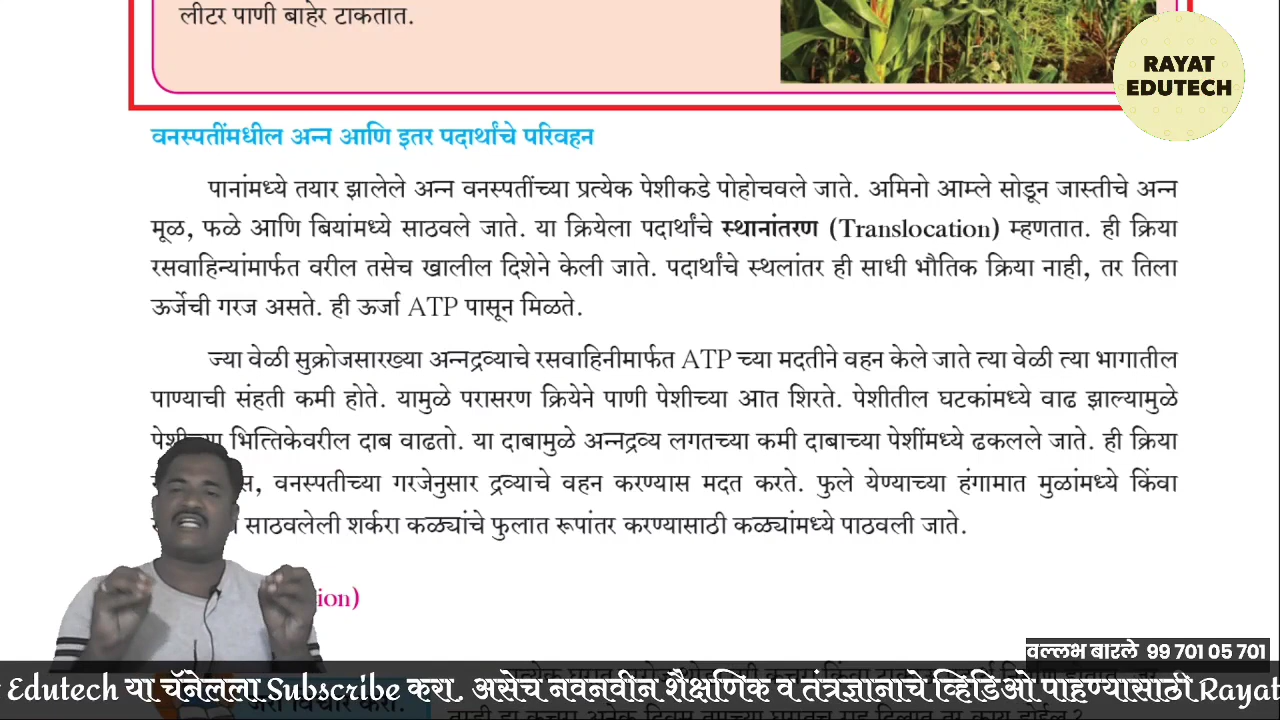 लीटर पाणी बाहेर टाकतात.
RAYAT
EDUTECH
वनस्पतींमधील अन्न आणि इतर पदार्थांचे परिवहन
पानांमध्ये तयार झालेले अन्न वनस्पतींच्या प्रत्येक पेशीकडे पोहोचवले जाते. अमिनो आम्ले सोडून जास्तीचे अन्न
मूळ, फळे आणि बियांमध्ये साठवले जाते. या क्रियेला पदार्थांचे स्थानांतरण (Translocation) म्हणतात. ही क्रिया
रसवाहिन्यांमार्फत वरील तसेच खालील दिशेने केली जाते. पदार्थांचे स्थलांतर ही साधी भौतिक क्रिया नाही, तर तिला
ऊर्जेची गरज असते. ही ऊर्जा ATP पासून मिळते.
ज्या वेळी सुक्रोजसारख्या अन्नद्रव्याचे रसवाहिनीमार्फत ATP च्या मदतीने वहन केले जाते त्या वेळी त्या भागातील
पाण्याची संहती कमी होते. यामुळे परासरण क्रियेने पाणी पेशीच्या आत शिरते. पेशीतील घटकांमध्ये वाढ झाल्यामुळे
पेशीच्या भित्तिकेवरील दाब वाढतो. या दाबामुळे अन्नद्रव्य लगतच्या कमी दाबाच्या पेशींमध्ये ढकलले जाते. ही क्रिया
वनस्पतीच्या गरजेनुसार द्रव्याचे वहन करण्यास मदत करते. फुले येण्याच्या हंगामात मुळांमध्ये किंवा
साठवलेली शर्करा कळ्यांचे फुलात रूपांतर करण्यासाठी कळ्यांमध्ये पाठवली जाते.
ion)
वल्लभ बारले 99 701 05 701
Edutech या चॅनेलला Subscribe करा. असेच नवनवीन शैक्षणिक व तंत्रज्ञानाचे व्हिडिओ पाहण्यासाठी Rayat